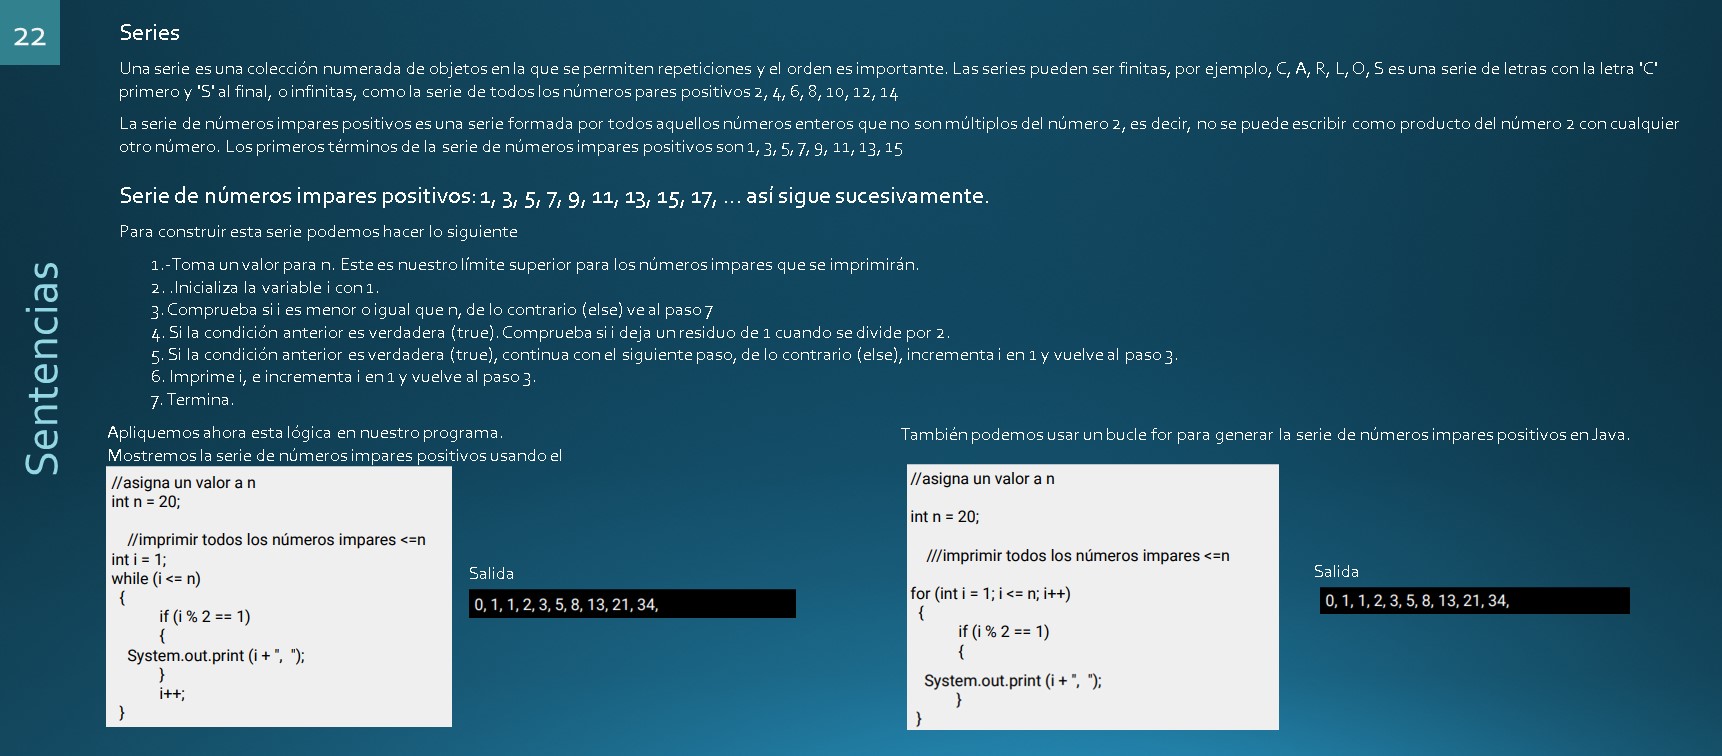 22
Series
Una serie es una colección numerada de objetos en la que se permiten repeticiones y el orden es importante. Las series pueden ser finitas, por ejemplo, C, A, R, L, O, S es una serie de letras con la letra 'C'
primero y 'S' al final, o infinitas, como la serie de todos los números pares positivos 2, 4, 6, 8, 10, 12, 14
La serie de números impares positivos es una serie formada por todos aquellos números enteros que no son múltiplos del número 2, es decir, no se puede escribir como producto del número 2 con cualquier
otro número. Los primeros términos de la serie de números impares positivos son 1, 3, 5, 7, 9, 11, 13, 15
Serie de números impares positivos: 1, 3, 5, 7, 9, 11, 13, 15, 17, ... así sigue sucesivamente.
Para construir esta serie podemos hacer lo siguiente
1.-Toma un valor para n. Este es nuestro límite superior para los números impares que se imprimirán.
2. .Inicializa la variable i con 1.
3. Comprueba si i es menor o igual que n, de lo contrario (else) ve al paso 7
4. Si la condición anterior es verdadera (true). Comprueba si i deja un residuo de 1 cuando se divide por 2.
5. Si la condición anterior es verdadera (true), continua con el siguiente paso, de lo contrario (else), incrementa i en 1 y vuelve al paso 3.
6. Imprime i, e incrementa i en 1 y vuelve al paso 3.
7. Termina.
Sentencias
Apliquemos ahora esta lógica en nuestro programa.
Mostremos la serie de números impares positivos usando el
//asigna un valor a n
int n = 20;
//imprimir todos los números impares <=n
int i = 1;
while (i <= n)
{
if (i % 2 == 1)
{
System.out.print (i + ", ");
}
i++;
}
Salida
0, 1, 1, 2, 3, 5, 8, 13, 21, 34,
También podemos usar un bucle for para generar la serie de números impares positivos en Java.
//asigna un valor a n
int n = 20;
///imprimir todos los números impares <=n
for (int i = 1; i <= n; i++)
{
if (i % 2 == 1)
{
System.out.print (i + ", ");
}
}
Salida
0, 1, 1, 2, 3, 5, 8, 13, 21, 34,